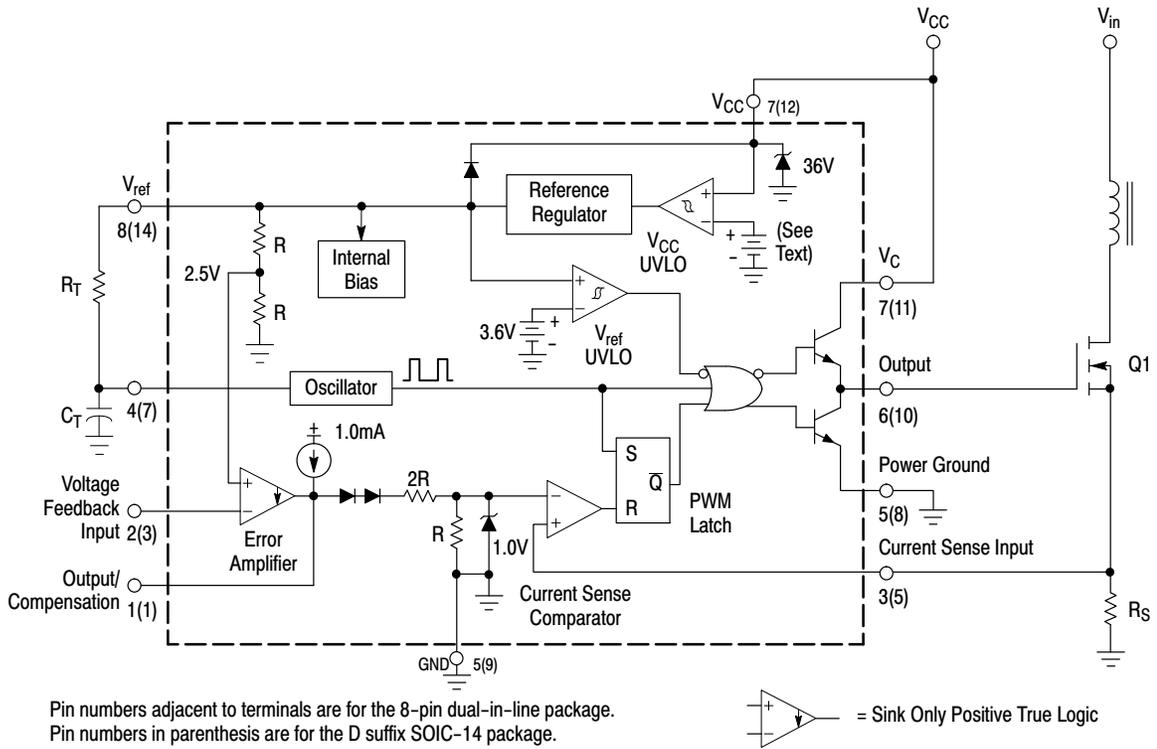 VCC
Vin
VCC 7(12)
36V
Vref
8(14)
Reference
Regulator
+
−
R
Internal
Bias
VCC
UVLO
+
-
(See
Text)
2.5V
RT
R
+
−
VC
7(11)
3.6V
+
-
Vref
UVLO
Q1
Oscillator
Output
6(10)
CT
4(7)
+
1.0mA
S
Q
R
PWM
Latch
Power Ground
5(8)
Voltage
Feedback
Input 2(3)
+
−
2R
−
+
Error
Amplifier
R
1.0V
Current Sense Input
3(5)
Output/
Compensation 1(1)
Current Sense
Comparator
RS
GND 5(9)
Pin numbers adjacent to terminals are for the 8-pin dual-in-line package.
Pin numbers in parenthesis are for the D suffix SOIC-14 package.
+
−
= Sink Only Positive True Logic